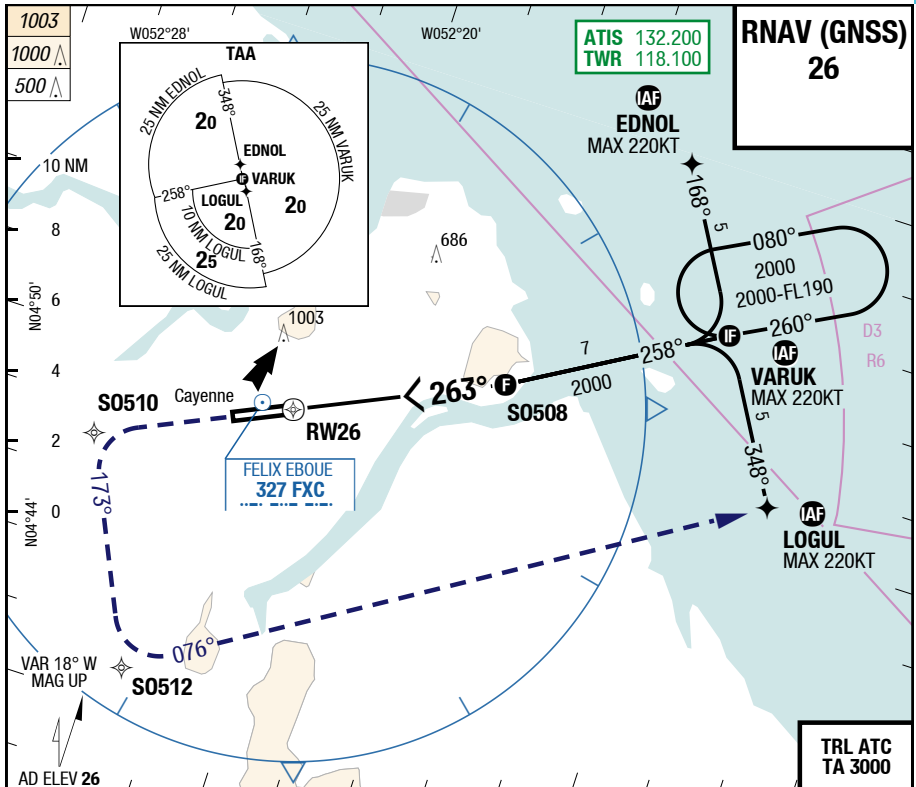 1003
1000
500
W052°28'
W052°20'
ATIS 132.200
TWR 118.100
RNAV (GNSS)
26
TAA
25 NM EDNOL
348°
20
25 NM VARUK
EDNOL
IF VARUK
258°
LOGUL
20
20
10 NM LOGUL
168°
25
25 NM LOGUL
IAF
EDNOL
MAX 220KT
10 NM
8
6
4
2
0
N04°50'
N04°44'
686
1003
168°
5
080°
2000
2000-FL190
260°
IF
D3
R6
IAF
VARUK
MAX 220KT
7
258°
2000
F
S0508
263°
Cayenne
S0510
RW26
FELIX EBOUE
327 FXC
5
348°
173°
IAF
LOGUL
MAX 220KT
076°
S0512
VAR 18° W
MAG UP
AD ELEV 26
TRL ATC
TA 3000